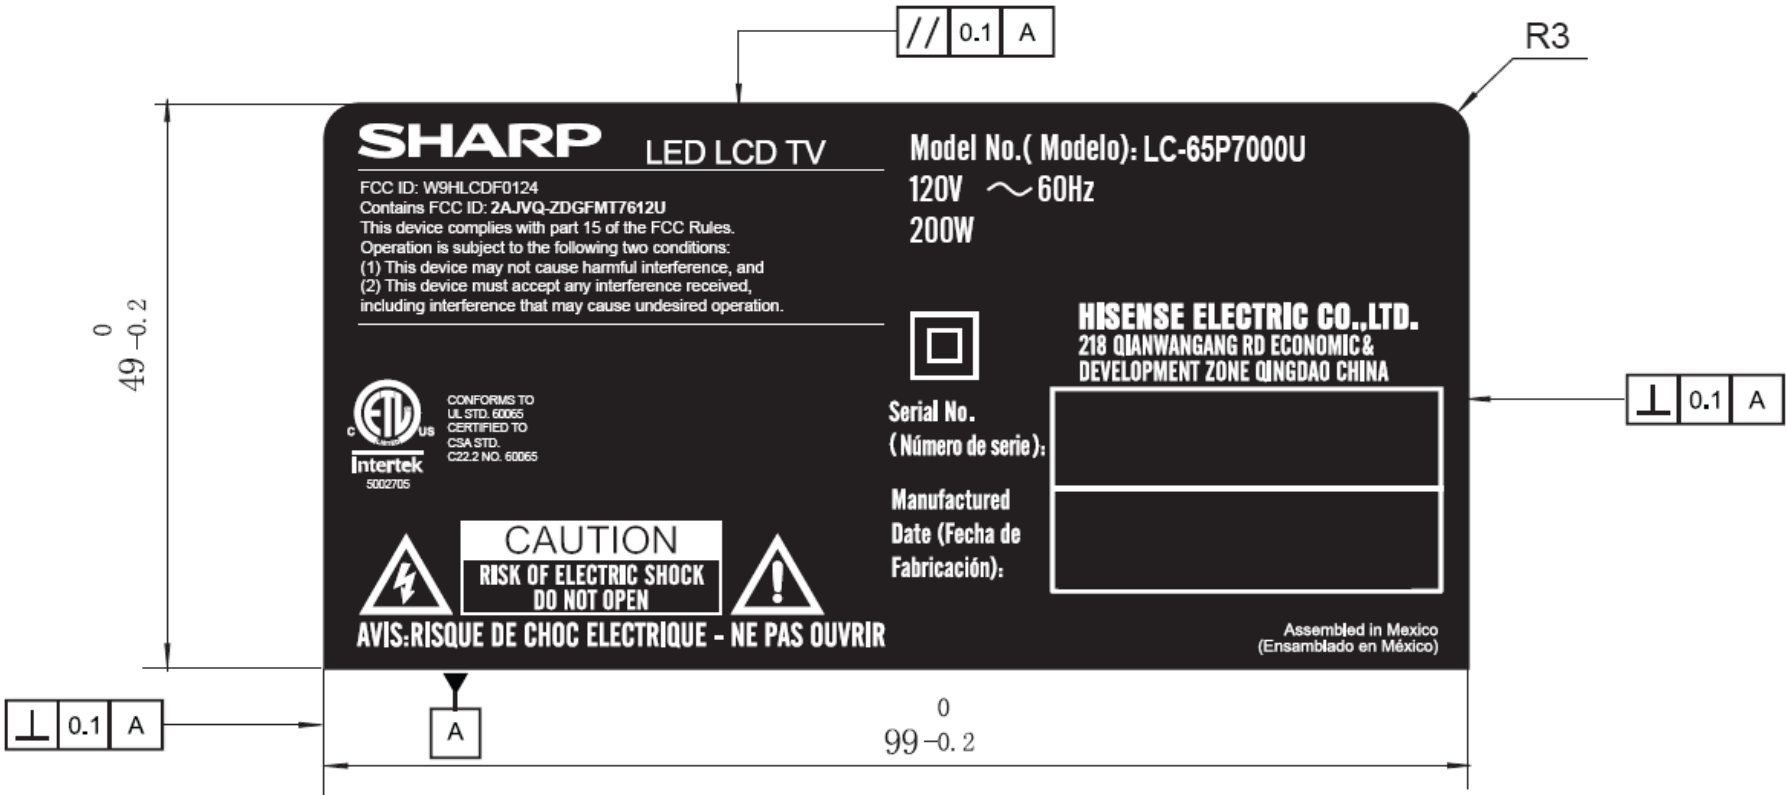 // 0.1 A
R3
SHARP LED LCD TV
FCC ID: W9HLCDF0124
Contains FCC ID: 2AJVQ-ZDGFMT7612U
This device complies with part 15 of the FCC Rules.
Operation is subject to the following two conditions:
(1) This device may not cause harmful interference, and
(2) This device must accept any interference received,
including interference that may cause undesired operation.
Model No.( Modelo): LC-65P7000U
120V ～ 60Hz
200W
HISENSE ELECTRIC CO.,LTD.
218 QIANWANGANG RD ECONOMIC &
DEVELOPMENT ZONE QINGDAO CHINA
0
49 -0.2
⊥ 0.1 A
C ETL US
LISTED
Intertek
5002705
CONFORMS TO
UL STD. 60065
CERTIFIED TO
CSA STD.
C22.2 NO. 60065
Serial No.
(Número de serie):
Manufactured
Date (Fecha de
Fabricación):
CAUTION
RISK OF ELECTRIC SHOCK
DO NOT OPEN
!
AVIS:RISQUE DE CHOC ELECTRIQUE - NE PAS OUVRIR
Assembled in Mexico
(Ensamblado en México)
⊥ 0.1 A
A
0
99 -0.2